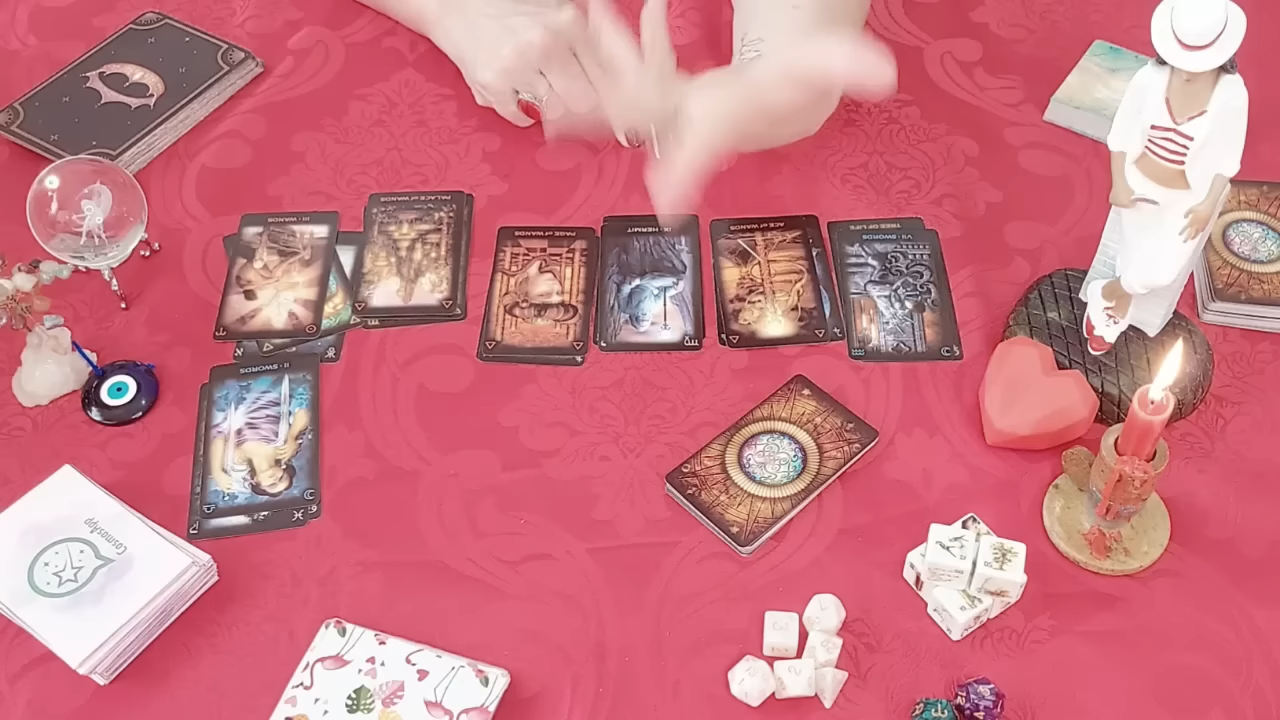 III · WANDS
PALACE of WANDS
PAGE of WANDS
IX · HERMIT
ACE of WANDS
TREE OF LIFE
VII · SWORDS
II · SWORDS
CosmosApp